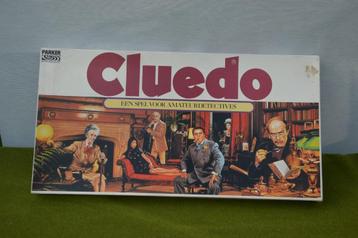 PARKER
Cluedo
EEN SPEL VOOR AMATEURDETECTIVES